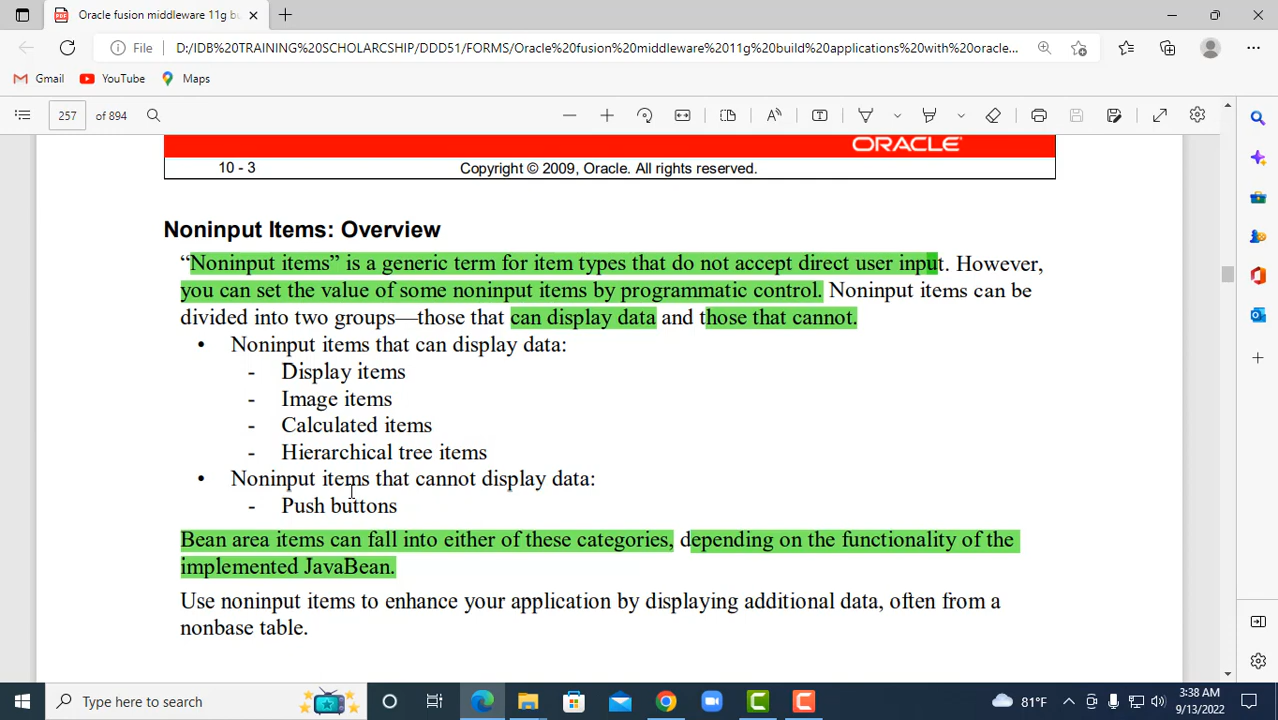 Oracle fusion middleware 11g bu
File
D:/IDB%20TRAINING%20SCHOLARCSHIP/DDD51/FORMS/Oracle%20fusion%20middleware%2011g%20build%20applications%20with%20oracle...
Gmail YouTube Maps
257 of 894
ORACLE
10 - 3 Copyright © 2009, Oracle. All rights reserved.
Noninput Items: Overview
“Noninput items” is a generic term for item types that do not accept direct user input. However,
you can set the value of some noninput items by programmatic control. Noninput items can be
divided into two groups—those that can display data and those that cannot.
• Noninput items that can display data:
- Display items
- Image items
- Calculated items
- Hierarchical tree items
• Noninput items that cannot display data:
- Push buttons
Bean area items can fall into either of these categories, depending on the functionality of the
implemented JavaBean.
Use noninput items to enhance your application by displaying additional data, often from a
nonbase table.
Type here to search
81°F
3:38 AM
9/13/2022